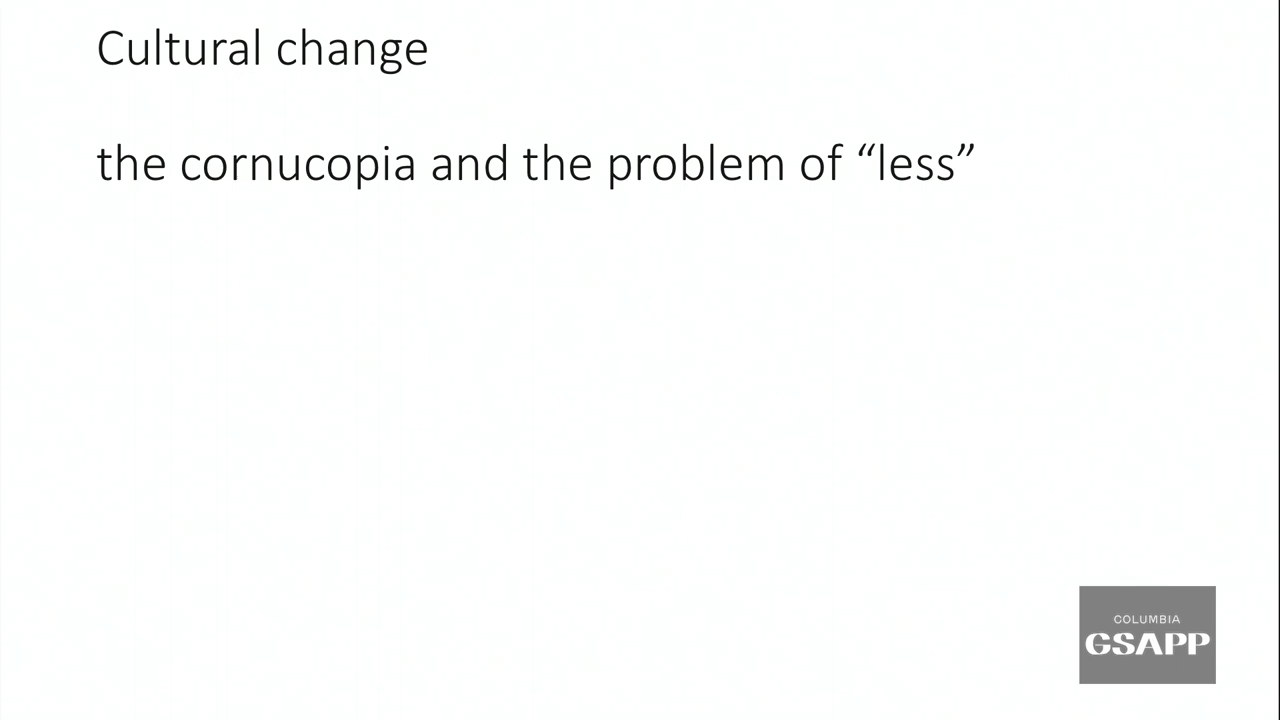 Cultural change
the cornucopia and the problem of “less”
COLUMBIA
GSAPP